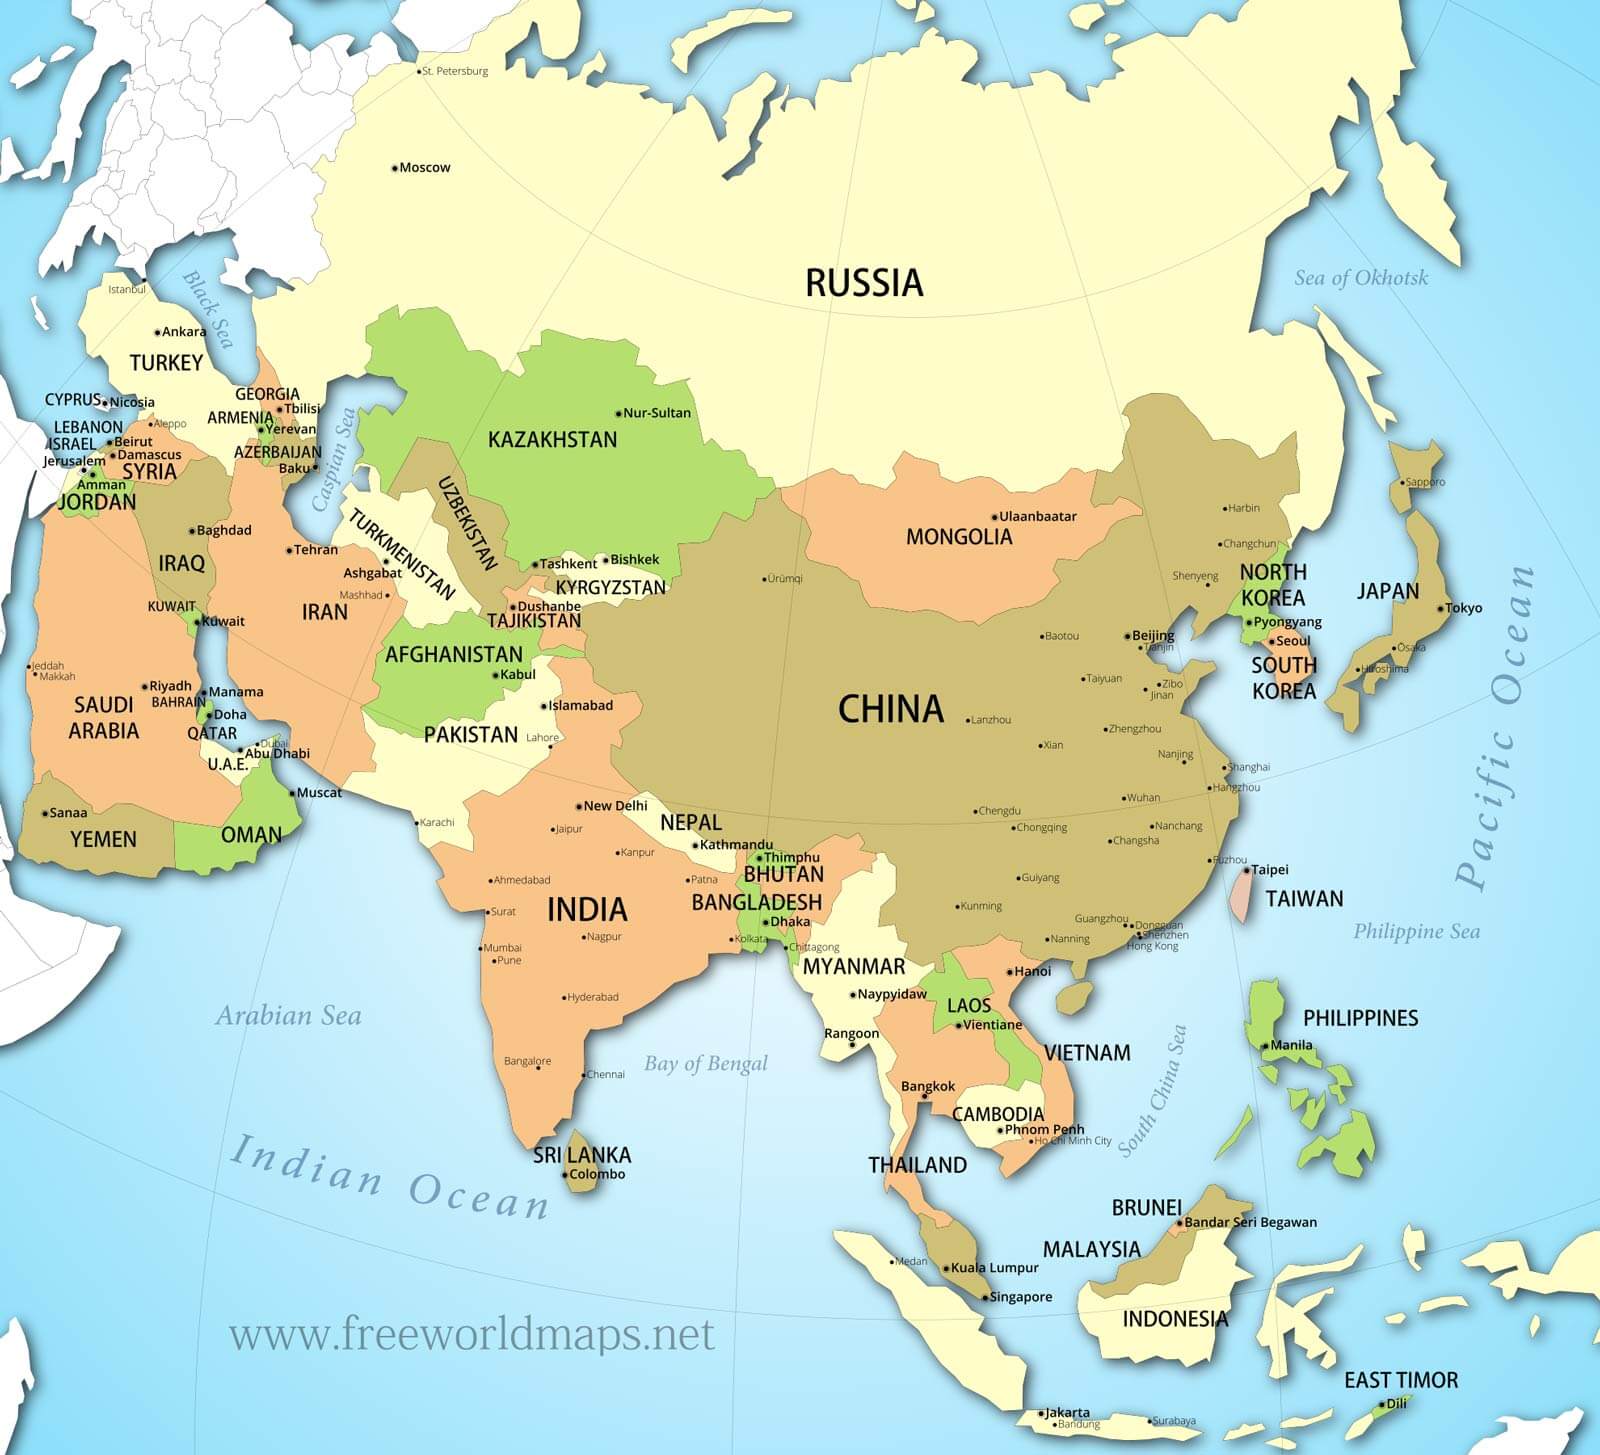 St. Petersburg
Moscow
RUSSIA
Sea of Okhotsk
Istanbul
Black Sea
Ankara
TURKEY
CYPRUS
Nicosia
GEORGIA
Tbilisi
ARMENIA
Yerevan
AZERBAIJAN
Baku
Caspian Sea
LEBANON
Beirut
Aleppo
ISRAEL
Jerusalem
Damascus
SYRIA
Amman
JORDAN
Nur-Sultan
KAZAKHSTAN
UZBEKISTAN
TURKMENISTAN
Tashkent
Bishkek
KYRGYZSTAN
Ashgabat
Mashhad
Dushanbe
TAJIKISTAN
Baghdad
IRAQ
Tehran
IRAN
KUWAIT
Kuwait
AFGHANISTAN
Kabul
Islamabad
PAKISTAN
Lahore
Karachi
Jeddah
Makkah
Riyadh
SAUDI
ARABIA
Manama
BAHRAIN
Doha
QATAR
Dubai
Abu Dhabi
U.A.E.
Muscat
OMAN
Sanaa
YEMEN
Ulaanbaatar
MONGOLIA
Ürümqi
CHINA
Harbin
Changchun
Shenyeng
Baotou
Beijing
Tianjin
Taiyuan
Zibo
Jinan
Lanzhou
Zhengzhou
Xian
Nanjing
Shanghai
Hangzhou
Wuhan
Chengdu
Chongqing
Nanchang
Changsha
Fuzhou
Guiyang
Kunming
Guangzhou
Dongguan
Shenzhen
Hong Kong
Nanning
NORTH
KOREA
Pyongyang
Seoul
SOUTH
KOREA
Sapporo
JAPAN
Tokyo
Ōsaka
Hiroshima
Pacific Ocean
Taipei
TAIWAN
Philippine Sea
New Delhi
Jaipur
NEPAL
Kathmandu
Kanpur
Thimphu
BHUTAN
Patna
Ahmedabad
BANGLADESH
Dhaka
INDIA
Surat
Nagpur
Kolkata
Chittagong
Mumbai
Pune
Hyderabad
Bangalore
Chennai
Arabian Sea
Bay of Bengal
Indian Ocean
SRI LANKA
Colombo
MYANMAR
Naypyidaw
Rangoon
Hanoi
LAOS
Vientiane
VIETNAM
Bangkok
CAMBODIA
Phnom Penh
Ho Chi Minh City
THAILAND
South China Sea
PHILIPPINES
Manila
BRUNEI
Bandar Seri Begawan
MALAYSIA
Medan
Kuala Lumpur
Singapore
INDONESIA
EAST TIMOR
Dili
Jakarta
Bandung
Surabaya
www.freeworldmaps.net